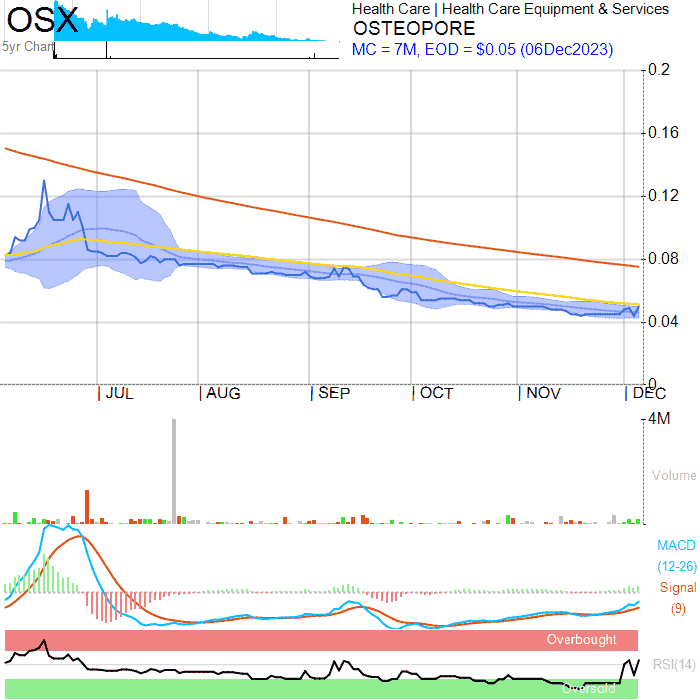 OSX
5yr Chart
Health Care | Health Care Equipment & Services
OSTEOPORE
MC = 7M, EOD = $0.05 (06Dec2023)
0.2
0.16
0.12
0.08
0.04
0
JUL
AUG
SEP
OCT
NOV
DEC
4M
Volume
MACD
(12-26)
Signal
(9)
Overbought
RSI(14)
Oversold